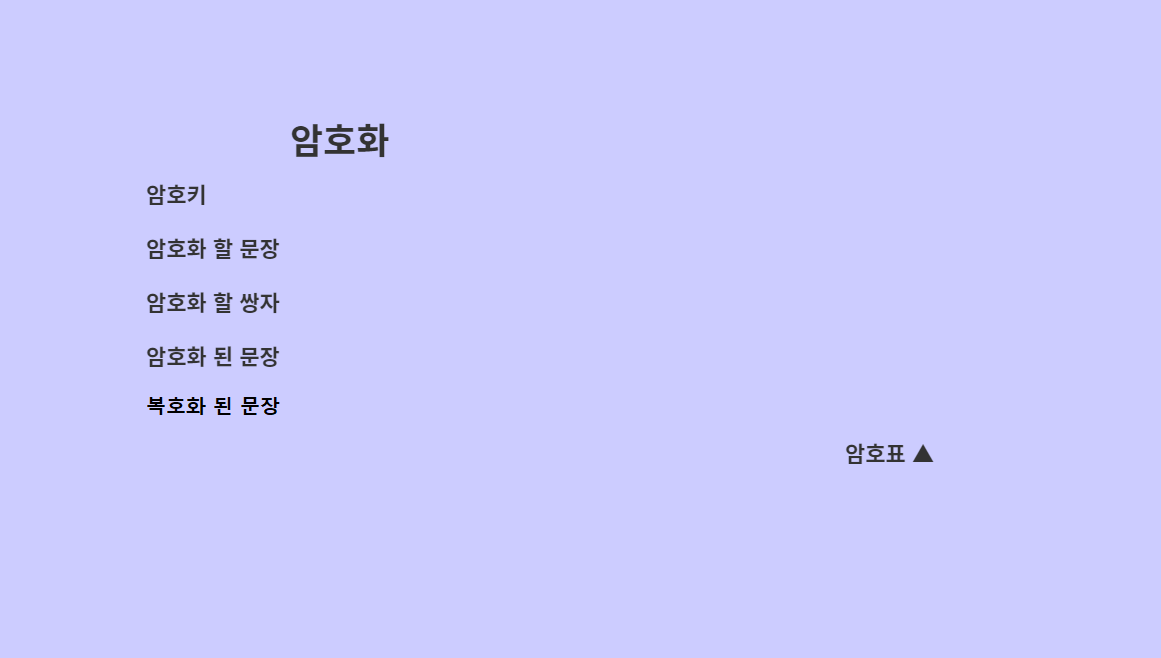 암호화
암호키
암호화 할 문장
암호화 할 쌍자
암호화 된 문장
복호화 된 문장
암호표 ▲